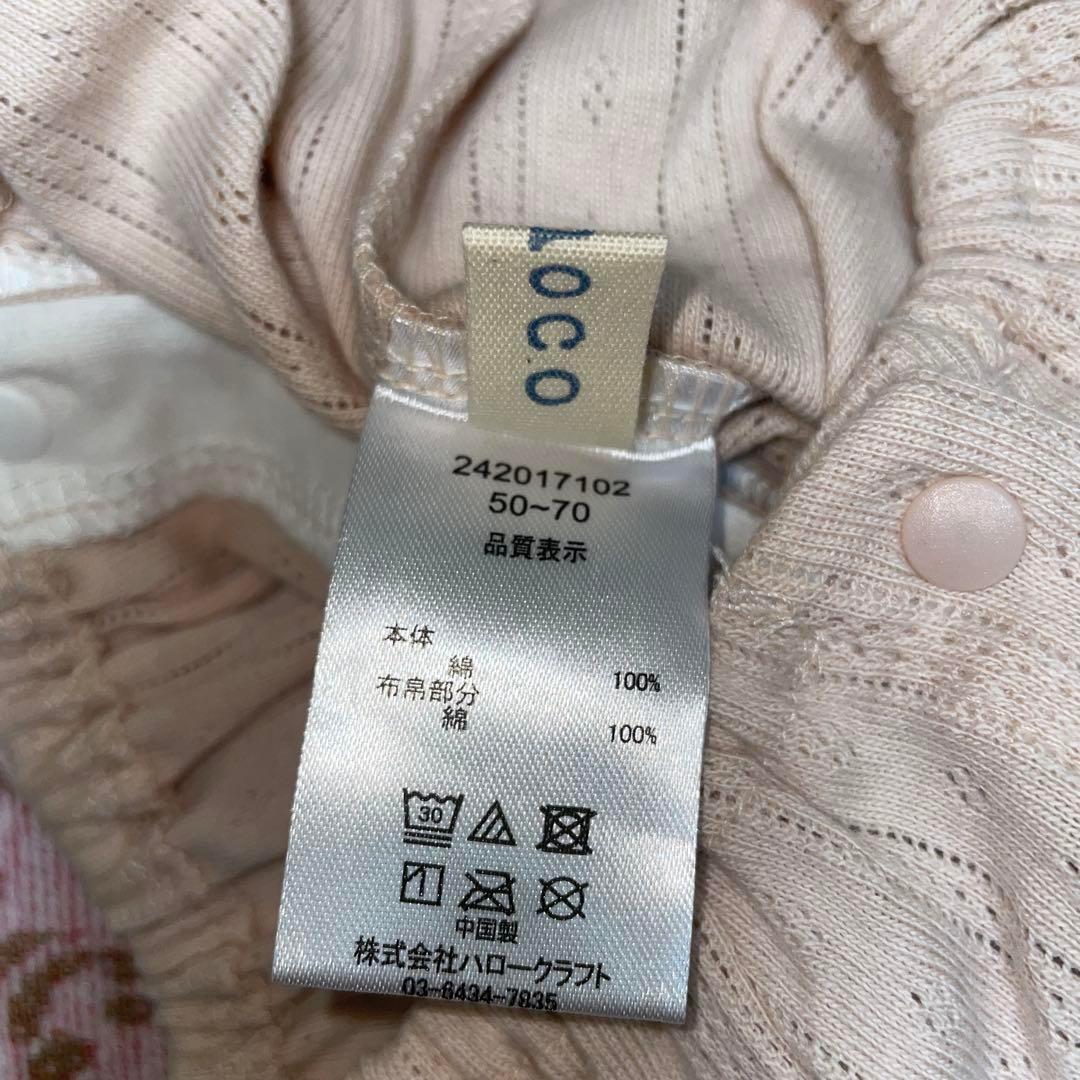 LOCO
242017102
50~70
品質表示
本体
綿 100%
布帛部分
綿 100%
30
中国製
株式会社ハロークラフト
03-6434-7835